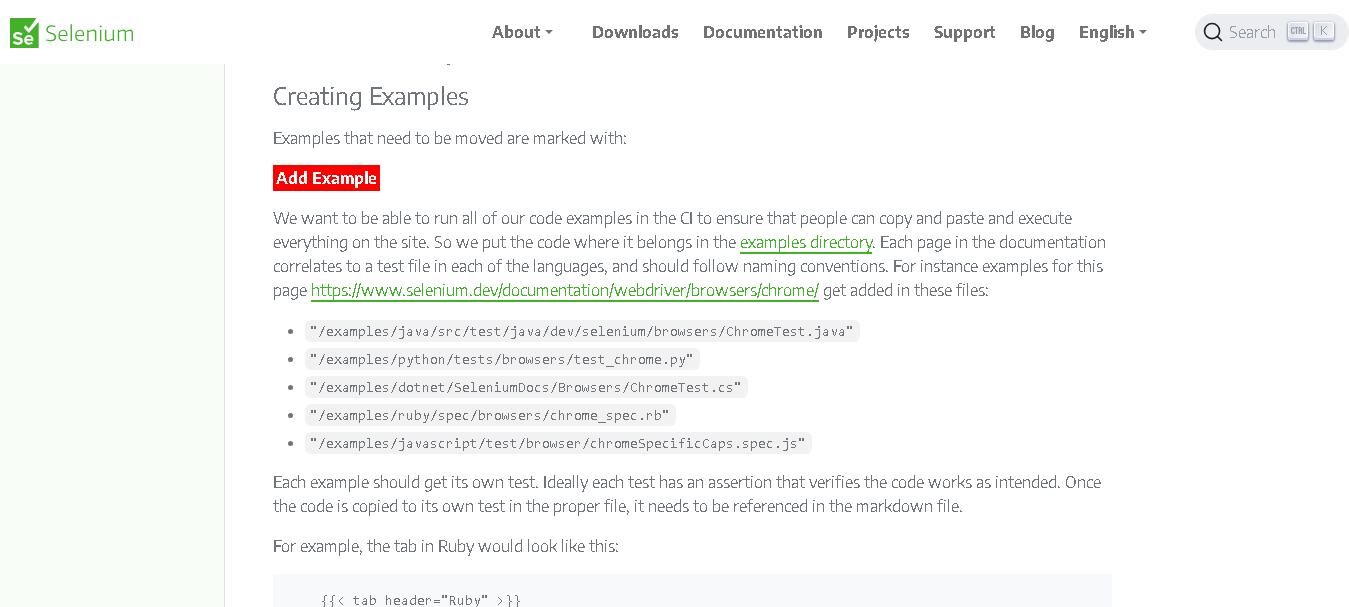 Se Selenium
About Downloads Documentation Projects Support Blog English Search CTRL K
Creating Examples
Examples that need to be moved are marked with:
Add Example
We want to be able to run all of our code examples in the CI to ensure that people can copy and paste and execute
everything on the site. So we put the code where it belongs in the examples directory. Each page in the documentation
correlates to a test file in each of the languages, and should follow naming conventions. For instance examples for this
page https://www.selenium.dev/documentation/webdriver/browsers/chrome/ get added in these files:
"/examples/java/src/test/java/dev/selenium/browsers/ChromeTest.java"
"/examples/python/tests/browsers/test_chrome.py"
"/examples/dotnet/SeleniumDocs/Browsers/ChromeTest.cs"
"/examples/ruby/spec/browsers/chrome_spec.rb"
"/examples/javascript/test/browser/chromeSpecificCaps.spec.js"
Each example should get its own test. Ideally each test has an assertion that verifies the code works as intended. Once
the code is copied to its own test in the proper file, it needs to be referenced in the markdown file.
For example, the tab in Ruby would look like this:
{{< tab header="Ruby" >}}